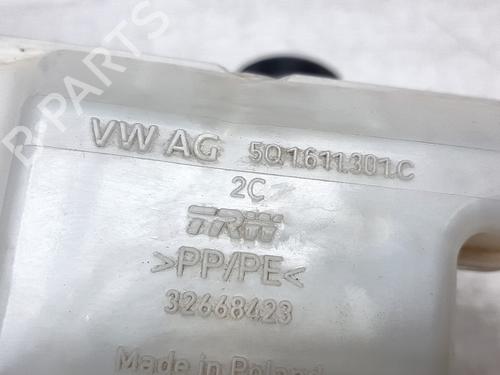 B-PARTS
VW AG 5Q1611301C
2C
TRW
>PP/PE<
32668423
Made in Poland